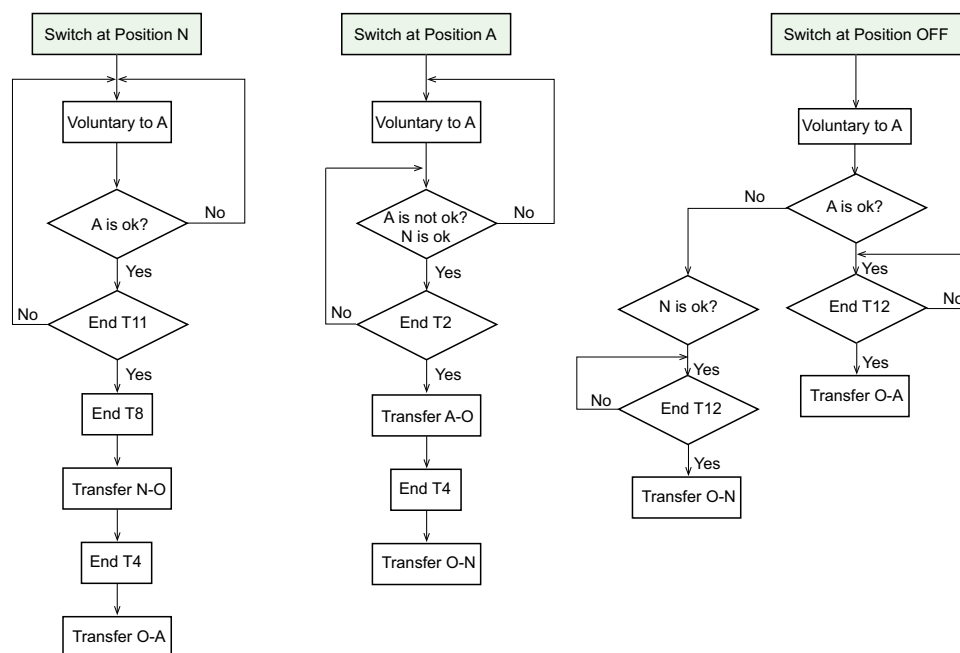 Switch at Position N
Voluntary to A
A is ok?
No
Yes
No
End T11
Yes
End T8
Transfer N-O
End T4
Transfer O-A
Switch at Position A
Voluntary to A
A is not ok?
N is ok
No
Yes
No
End T2
Yes
Transfer A-O
End T4
Transfer O-N
Switch at Position OFF
Voluntary to A
A is ok?
No
Yes
End T12
No
Yes
Transfer O-A
N is ok?
Yes
No
End T12
Yes
Transfer O-N